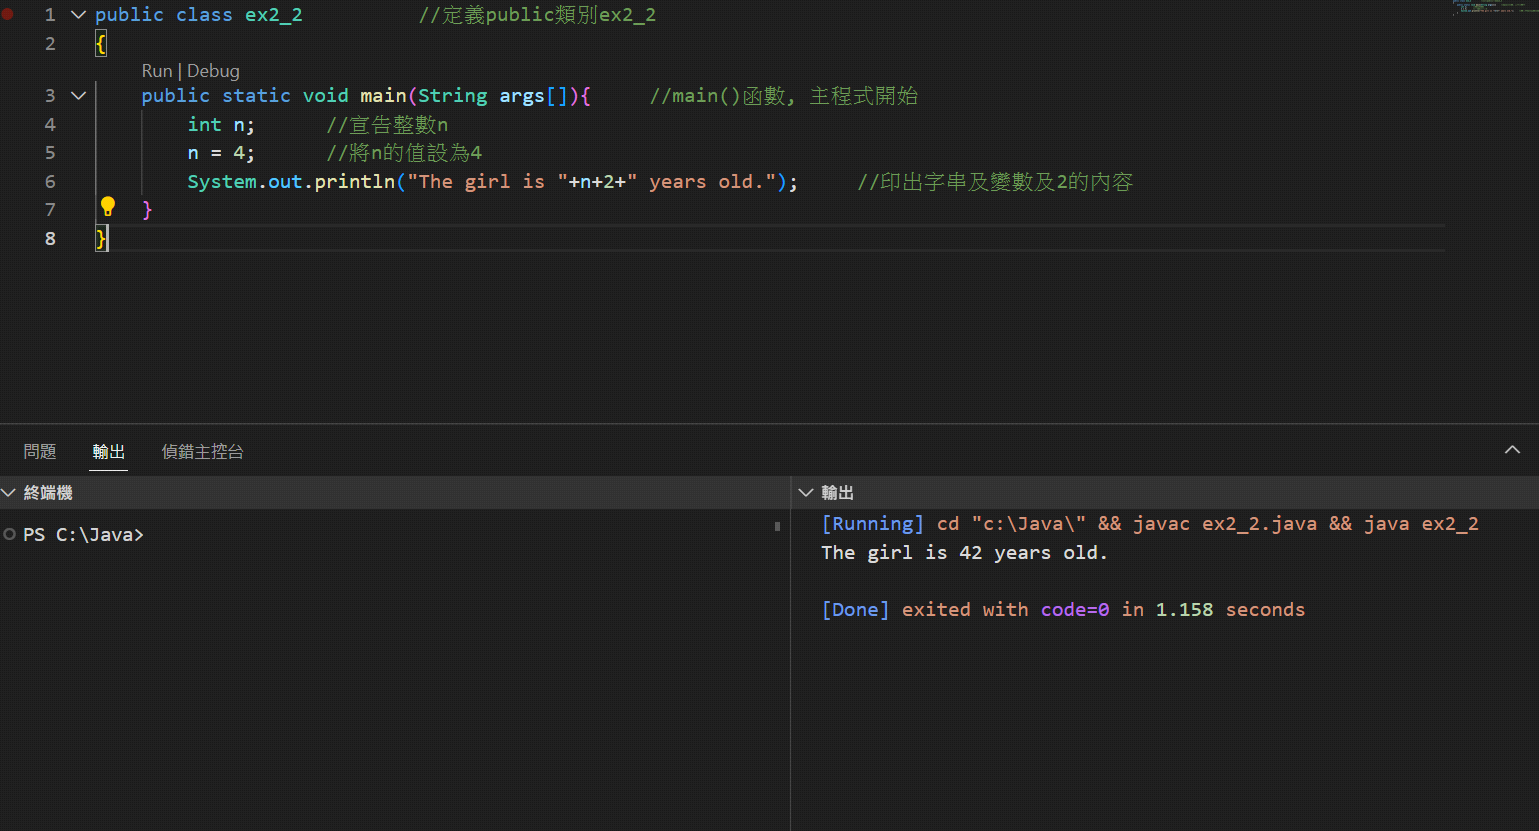 1 public class ex2_2 //定義public類別ex2_2
2 {
Run | Debug
3 public static void main(String args[]){ //main()函數, 主程式開始
4 int n; //宣告整數n
5 n = 4; //將n的值設為4
6 System.out.println("The girl is "+n+2+" years old."); //印出字串及變數及2的內容
7 }
8 }
問題 輸出 偵錯主控台
終端機
PS C:\Java>
輸出
[Running] cd "c:\Java\" && javac ex2_2.java && java ex2_2
The girl is 42 years old.
[Done] exited with code=0 in 1.158 seconds